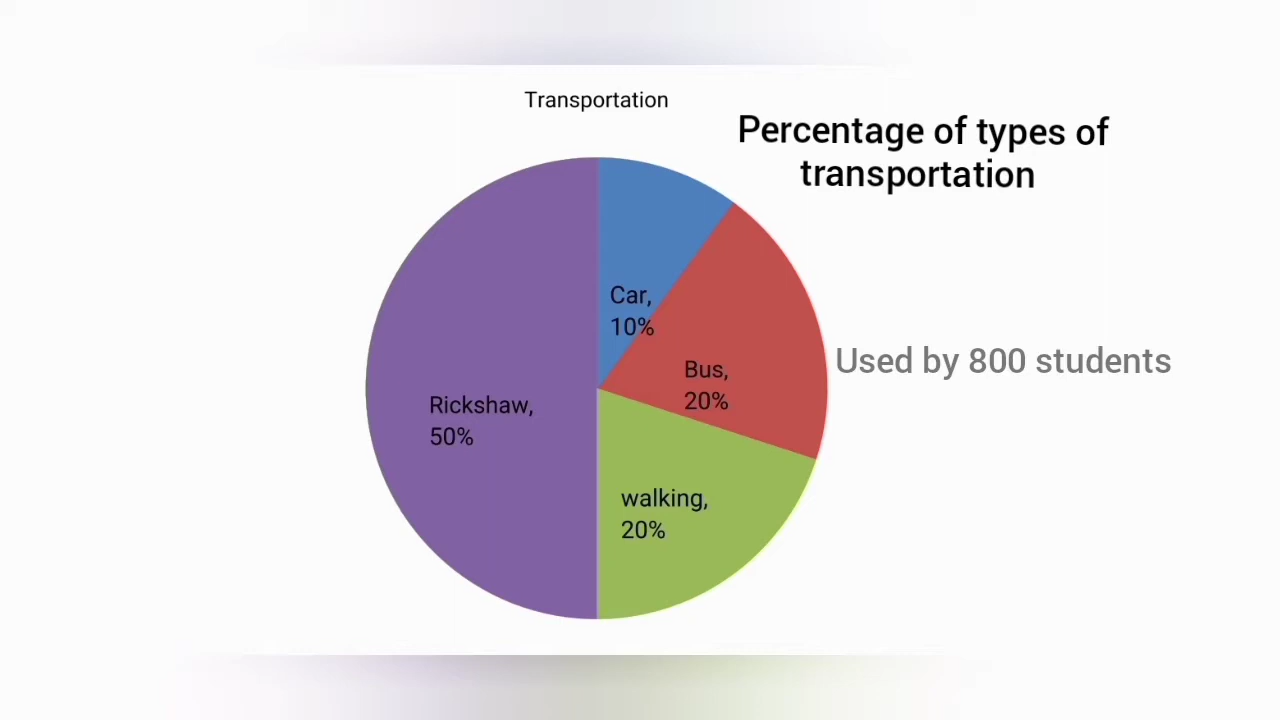 Transportation
Percentage of types of
transportation
Car,
10%
Bus,
20%
Used by 800 students
Rickshaw,
50%
walking,
20%